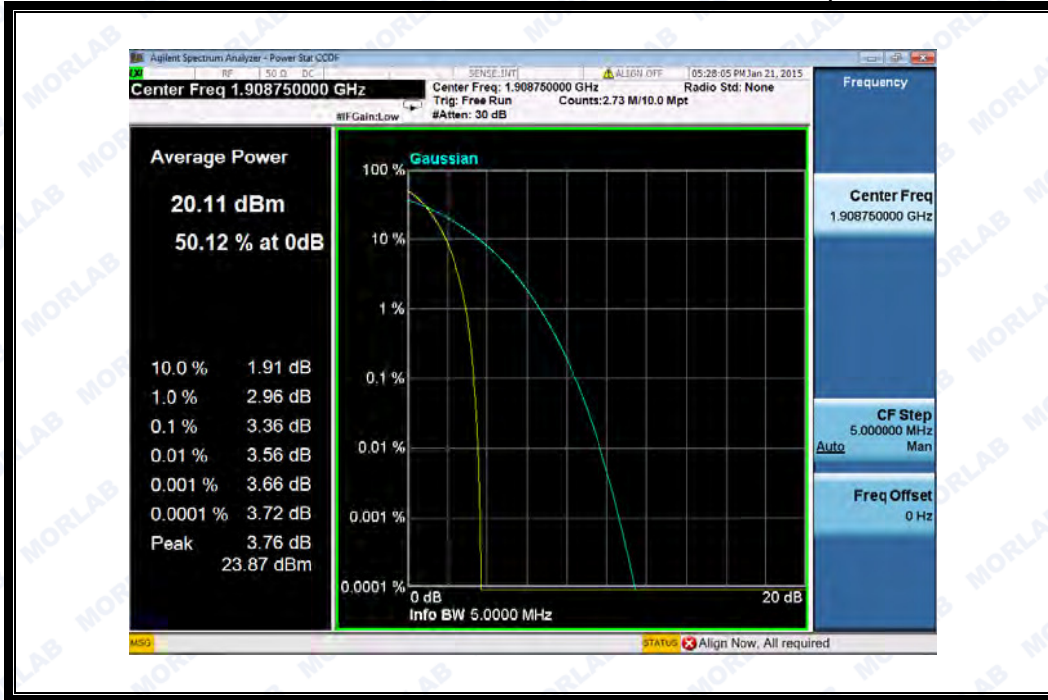 Agilent Spectrum Analyzer - Power Stat CCDF
RF 50 Ω DC SENSE:INT ALIGN OFF 05:28:05 PM Jan 21, 2015
Center Freq 1.908750000 GHz
Center Freq: 1.908750000 GHz Radio Std: None
Trig: Free Run Counts:2.73 M/10.0 Mpt
#IFGain:Low #Atten: 30 dB
Frequency
Average Power
20.11 dBm
50.12 % at 0dB
10.0 % 1.91 dB
1.0 % 2.96 dB
0.1 % 3.36 dB
0.01 % 3.56 dB
0.001 % 3.66 dB
0.0001 % 3.72 dB
Peak 3.76 dB
23.87 dBm
Gaussian
100 %
10 %
1 %
0.1 %
0.01 %
0.001 %
0.0001 %
0 dB 20 dB
Info BW 5.0000 MHz
Center Freq
1.908750000 GHz
CF Step
5.000000 MHz
Auto Man
Freq Offset
0 Hz
MSG STATUS Align Now, All required
MORLAB